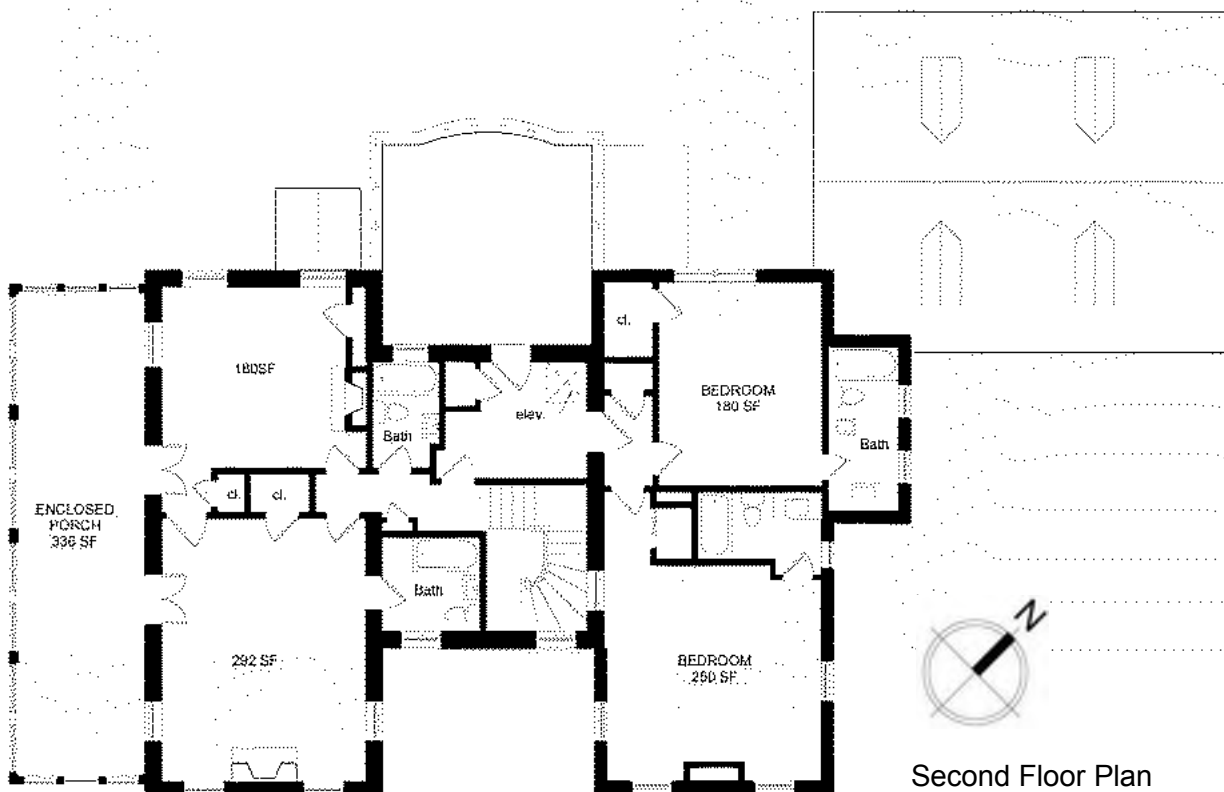 cl.
180SF
BEDROOM
180 SF
elev.
Bath
Bath
cl.
cl.
ENCLOSED
PORCH
336 SF
Bath
292 SF
BEDROOM
250 SF
N
Second Floor Plan